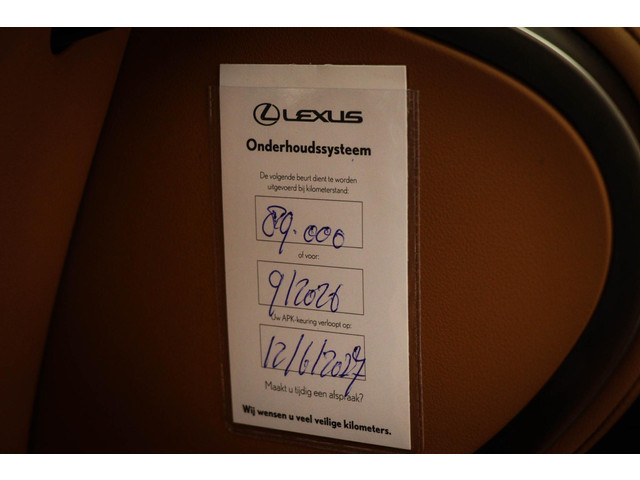 LEXUS
Onderhoudssysteem
De volgende beurt dient te worden
uitgevoerd bij kilometerstand:
89.000
of voor:
9/2026
Uw APK-keuring verloopt op:
12/6/2027
Maakt u tijdig een afspraak?
Wij wensen u veel veilige kilometers.